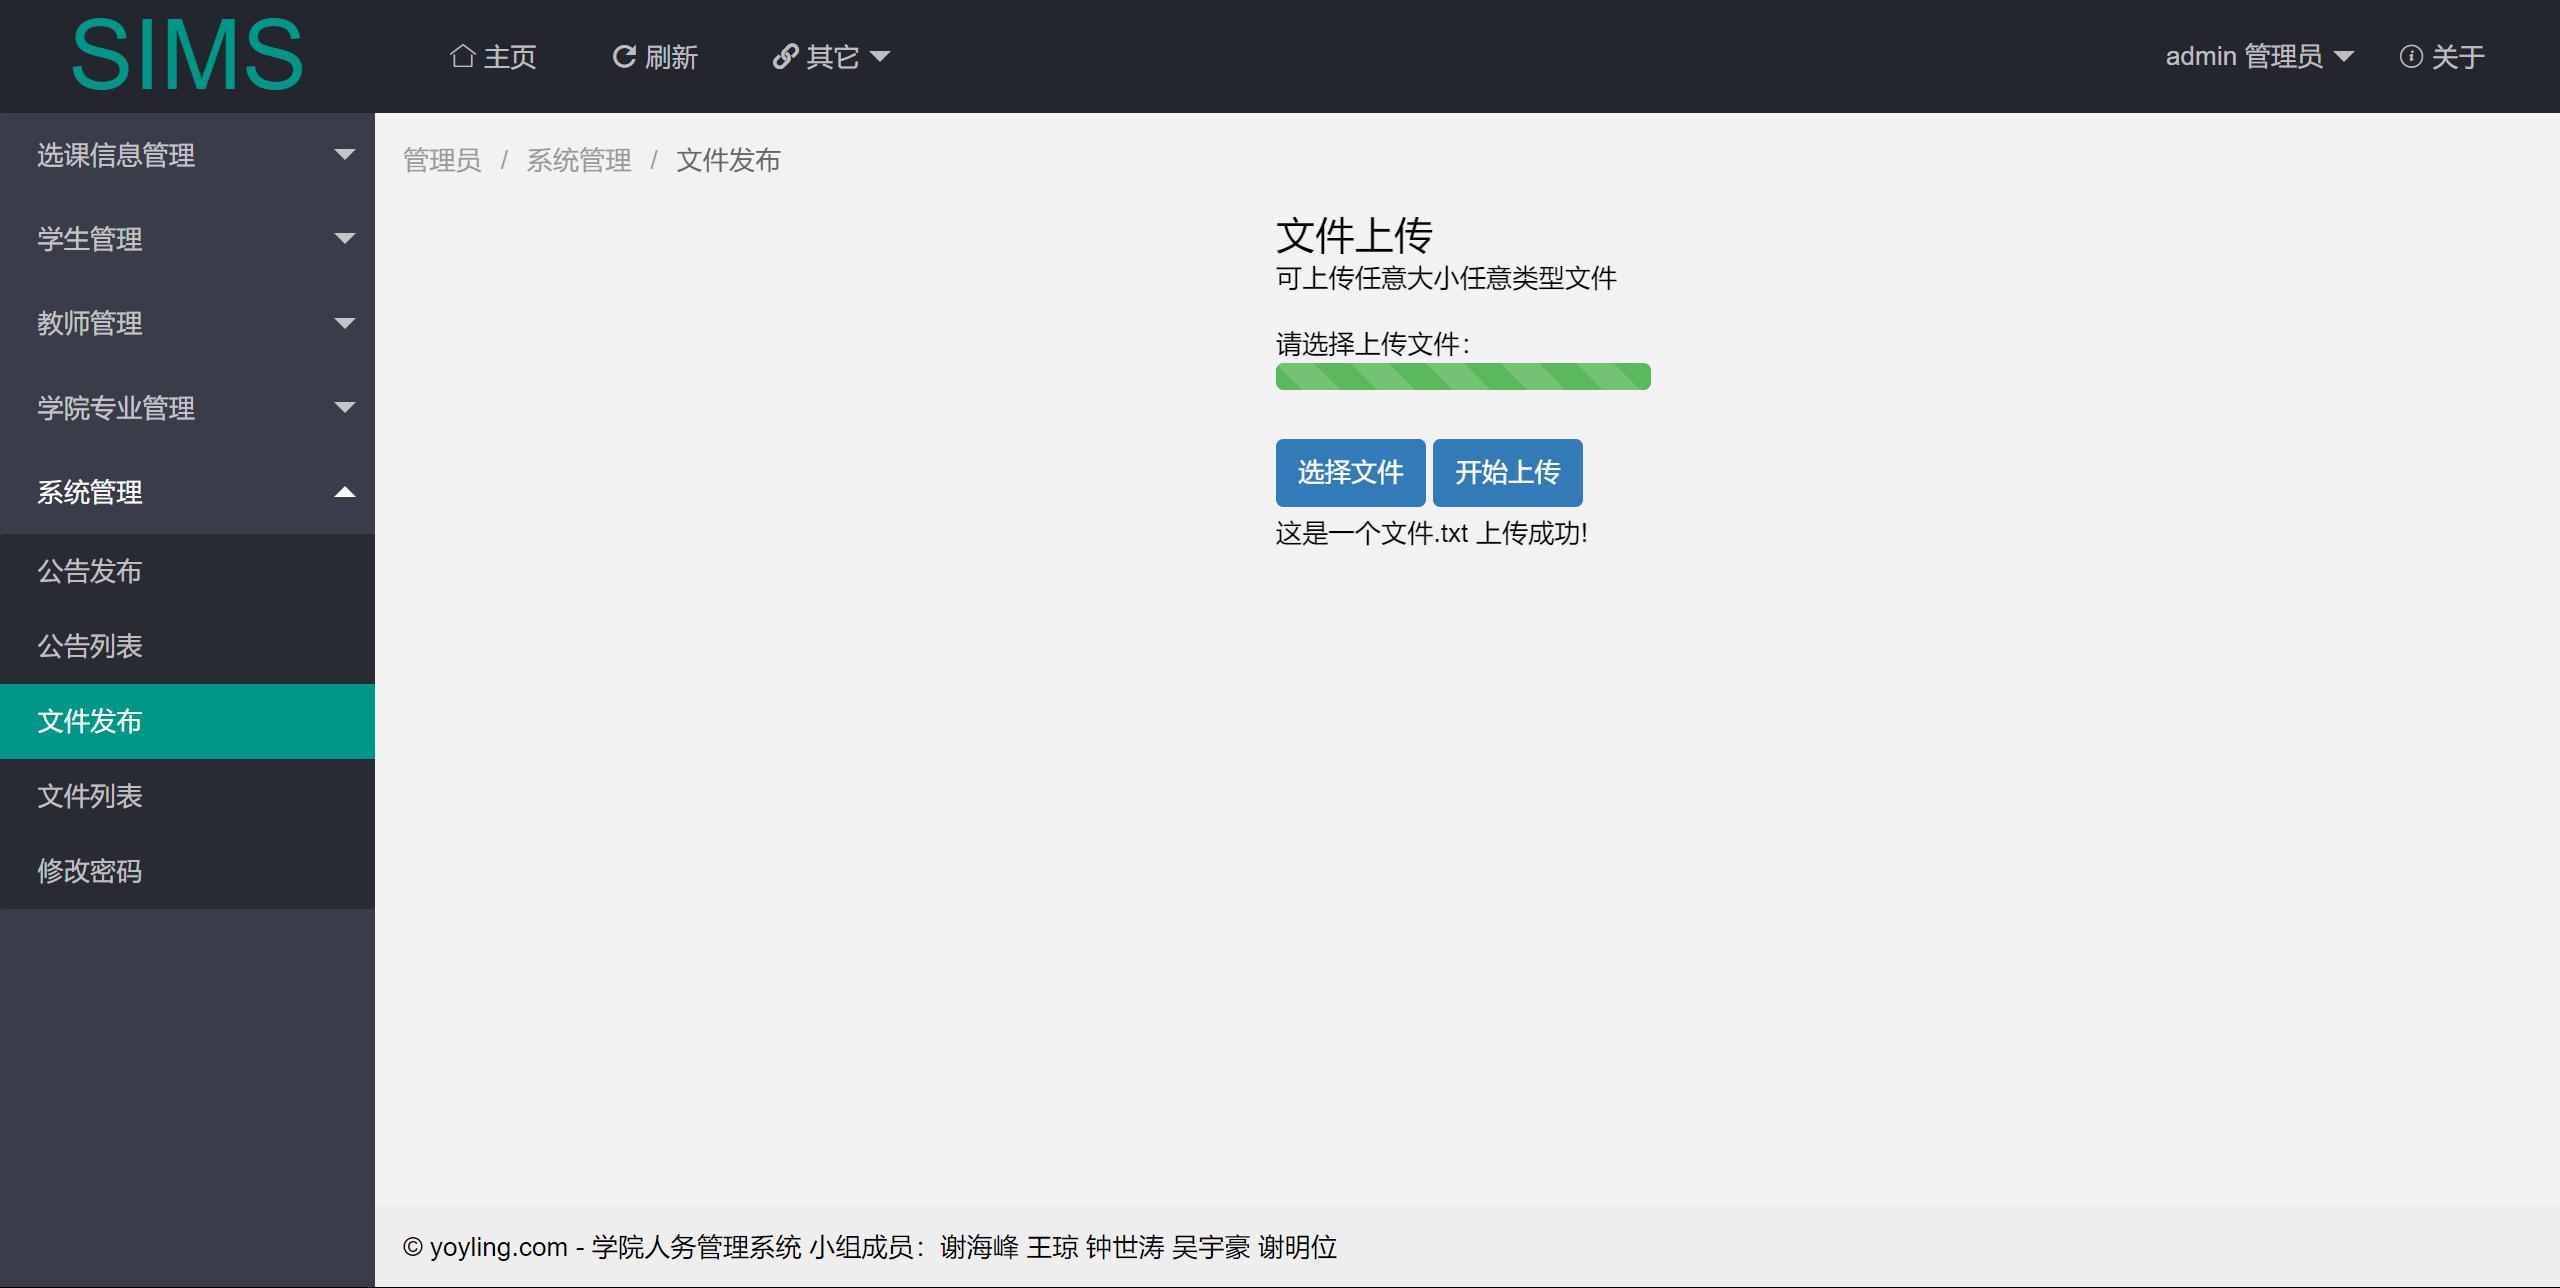 SIMS
主页 刷新 其它 admin 管理员 关于
选课信息管理
学生管理
教师管理
学院专业管理
系统管理
公告发布
公告列表
文件发布
文件列表
修改密码
管理员 / 系统管理 / 文件发布
文件上传
可上传任意大小任意类型文件
请选择上传文件：
选择文件 开始上传
这是一个文件.txt 上传成功!
© yoyling.com - 学院人务管理系统 小组成员：谢海峰 王琼 钟世涛 吴宇豪 谢明位